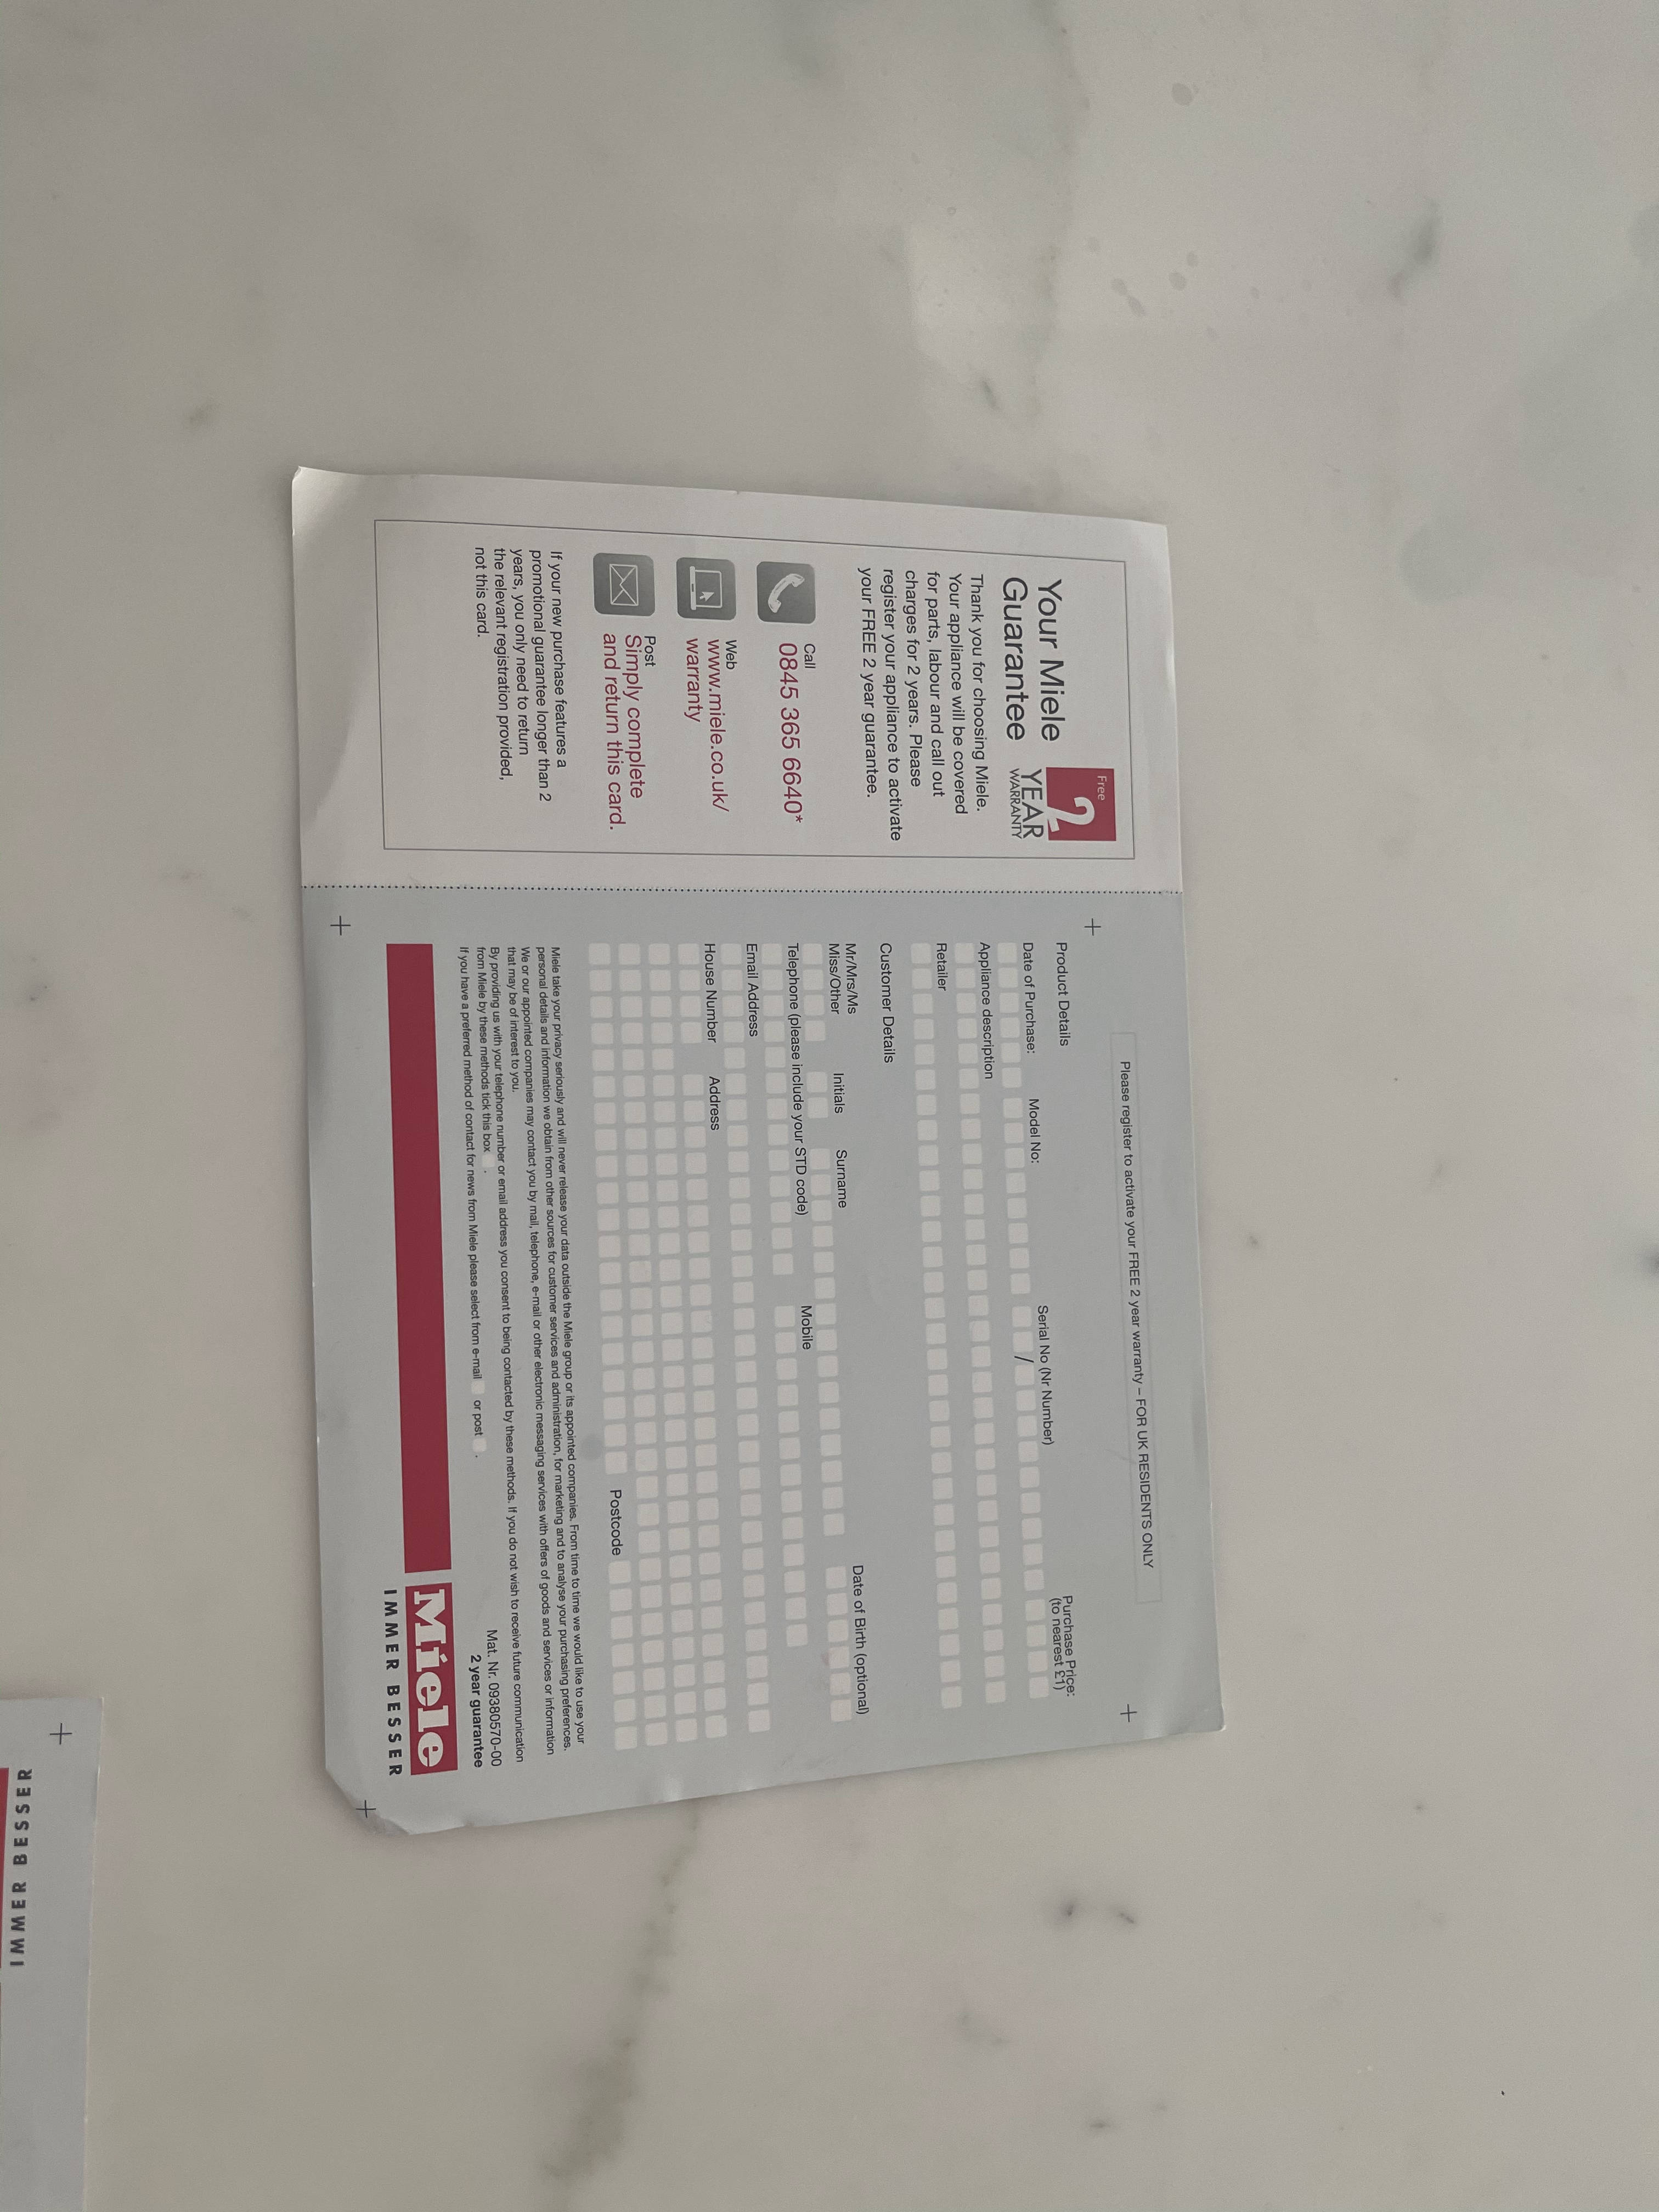 Your Miele
Guarantee
Free
2
YEAR
WARRANTY
Thank you for choosing Miele.
Your appliance will be covered
for parts, labour and call out
charges for 2 years. Please
register your appliance to activate
your FREE 2 year guarantee.
Call
0845 365 6640*
Web
www.miele.co.uk/
warranty
Post
Simply complete
and return this card.
If your new purchase features a
promotional guarantee longer than 2
years, you only need to return
the relevant registration provided,
not this card.
Please register to activate your FREE 2 year warranty – FOR UK RESIDENTS ONLY
Product Details
Date of Purchase: Model No: Serial No (Nr Number) Purchase Price:
(to nearest £1)
/
Appliance description
Retailer
Customer Details
Mr/Mrs/Ms
Miss/Other Initials Surname Date of Birth (optional)
Telephone (please include your STD code) Mobile
Email Address
House Number Address
Postcode
Miele take your privacy seriously and will never release your data outside the Miele group or its appointed companies. From time to time we would like to use your
personal details and information we obtain from other sources for customer services and administration, for marketing and to analyse your purchasing preferences.
We or our appointed companies may contact you by mail, telephone, e-mail or other electronic messaging services with offers of goods and services or information
that may be of interest to you.
By providing us with your telephone number or email address you consent to being contacted by these methods. If you do not wish to receive future communication
from Miele by these methods tick this box .
If you have a preferred method of contact for news from Miele please select from e-mail or post .
Mat. Nr. 09380570-00
2 year guarantee
Miele
IMMER BESSER
IMMER BESSER